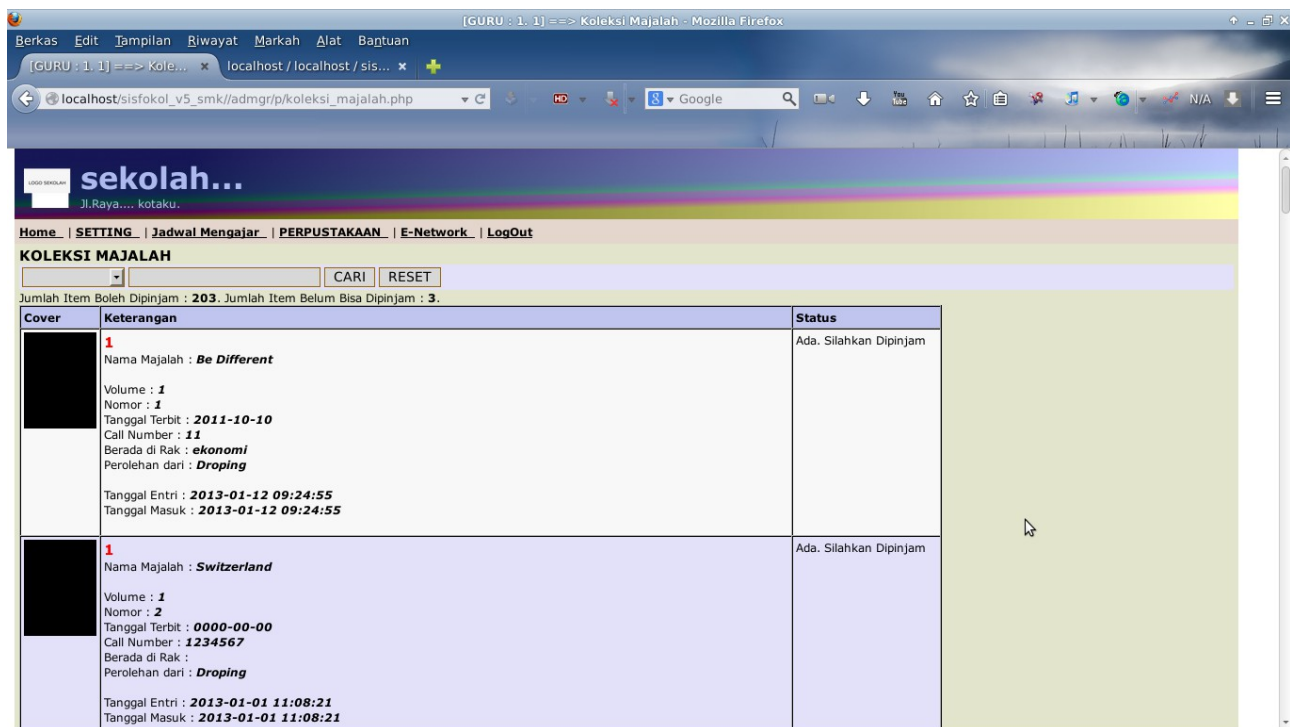 [GURU : 1. 1] ==> Koleksi Majalah - Mozilla Firefox
Berkas Edit Tampilan Riwayat Markah Alat Bantuan
[GURU : 1. 1] ==> Kole... localhost / localhost / sis...
localhost/sisfokol_v5_smk//admgr/p/koleksi_majalah.php HD 8 Google You Tube N/A
LOGO SEKOLAH
sekolah...
Jl.Raya.... kotaku.
Home | SETTING | Jadwal Mengajar | PERPUSTAKAAN | E-Network | LogOut
KOLEKSI MAJALAH
CARI RESET
Jumlah Item Boleh Dipinjam : 203. Jumlah Item Belum Bisa Dipinjam : 3.
Cover Keterangan Status
1 Ada. Silahkan Dipinjam
Nama Majalah : Be Different
Volume : 1
Nomor : 1
Tanggal Terbit : 2011-10-10
Call Number : 11
Berada di Rak : ekonomi
Perolehan dari : Droping
Tanggal Entri : 2013-01-12 09:24:55
Tanggal Masuk : 2013-01-12 09:24:55
1 Ada. Silahkan Dipinjam
Nama Majalah : Switzerland
Volume : 1
Nomor : 2
Tanggal Terbit : 0000-00-00
Call Number : 1234567
Berada di Rak :
Perolehan dari : Droping
Tanggal Entri : 2013-01-01 11:08:21
Tanggal Masuk : 2013-01-01 11:08:21